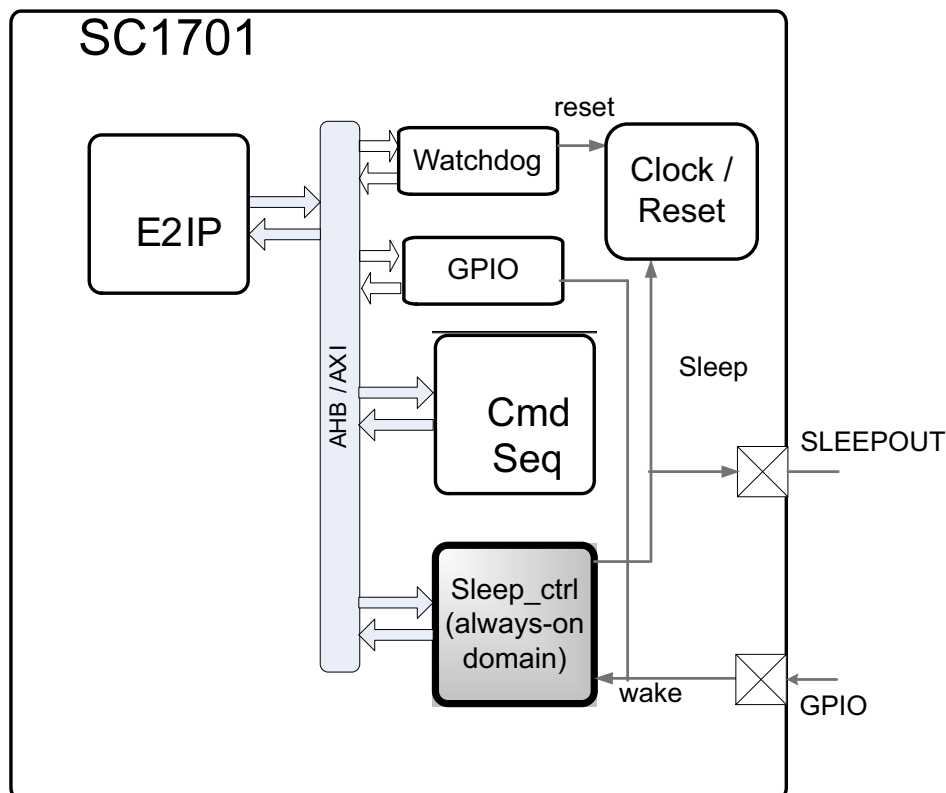 SC1701
reset
Watchdog
Clock /
Reset
E2IP
GPIO
AHB / AXI
Sleep
Cmd
Seq
SLEEPOUT
Sleep_ctrl
(always-on
domain)
wake
GPIO